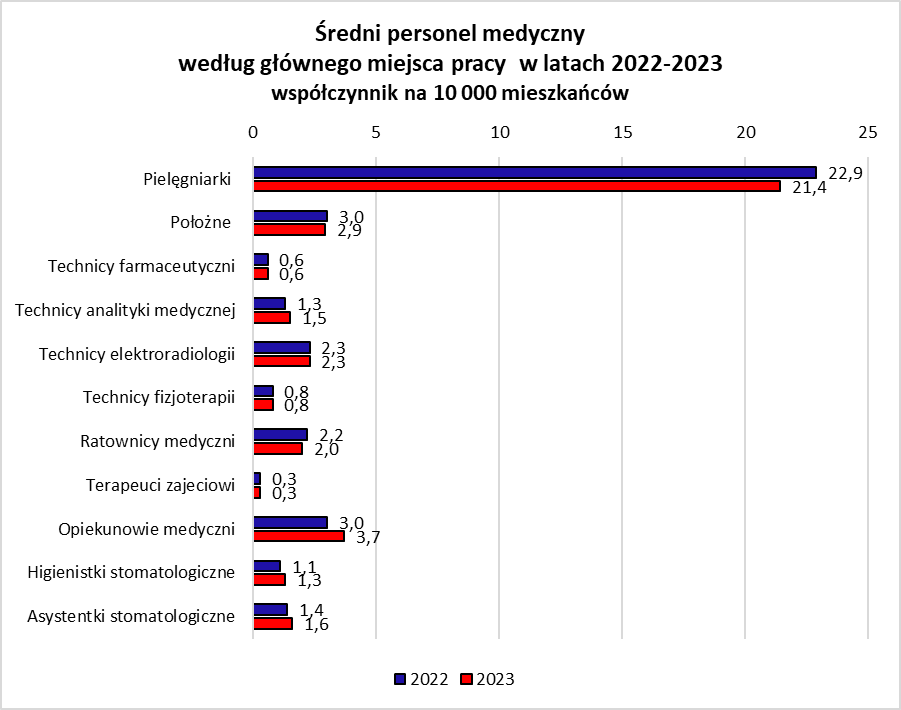 Średni personel medyczny
według głównego miejsca pracy w latach 2022-2023
współczynnik na 10 000 mieszkańców
0 5 10 15 20 25
Pielęgniarki 22,9
21,4
Położne 3,0
2,9
Technicy farmaceutyczni 0,6
0,6
Technicy analityki medycznej 1,3
1,5
Technicy elektroradiologii 2,3
2,3
Technicy fizjoterapii 0,8
0,8
Ratownicy medyczni 2,2
2,0
Terapeuci zajeciowi 0,3
0,3
Opiekunowie medyczni 3,0
3,7
Higienistki stomatologiczne 1,1
1,3
Asystentki stomatologiczne 1,4
1,6
2022 2023